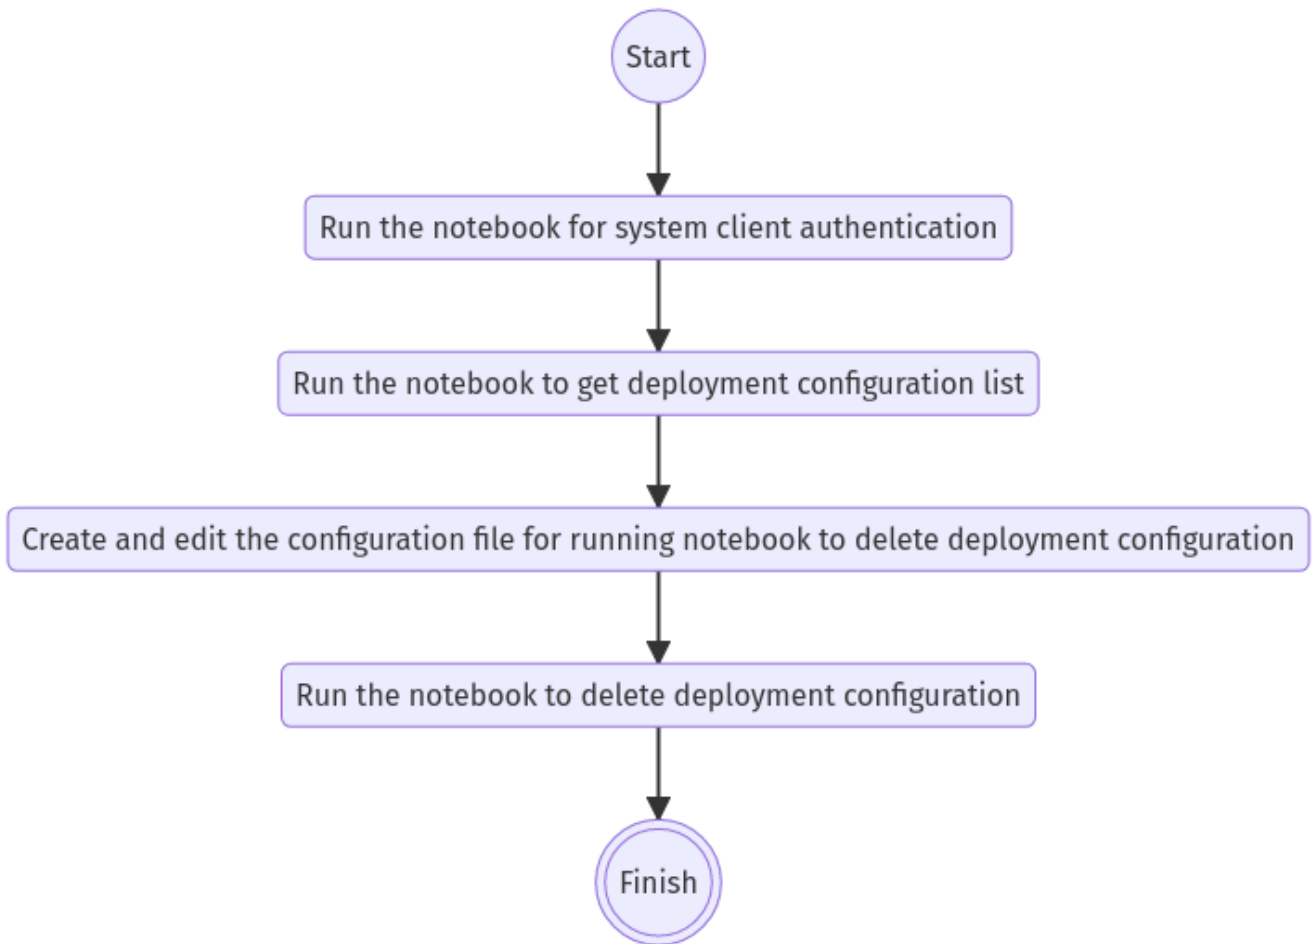 Start
Run the notebook for system client authentication
Run the notebook to get deployment configuration list
Create and edit the configuration file for running notebook to delete deployment configuration
Run the notebook to delete deployment configuration
Finish